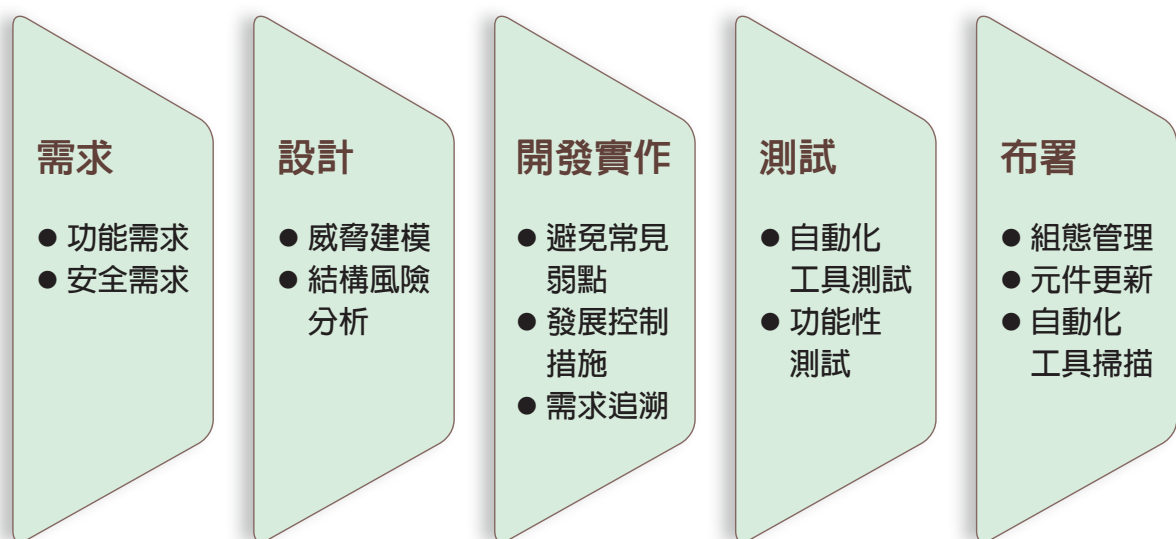 需求
● 功能需求
● 安全需求
設計
● 威脅建模
● 結構風險
分析
開發實作
● 避免常見
弱點
● 發展控制
措施
● 需求追溯
測試
● 自動化
工具測試
● 功能性
測試
布署
● 組態管理
● 元件更新
● 自動化
工具掃描